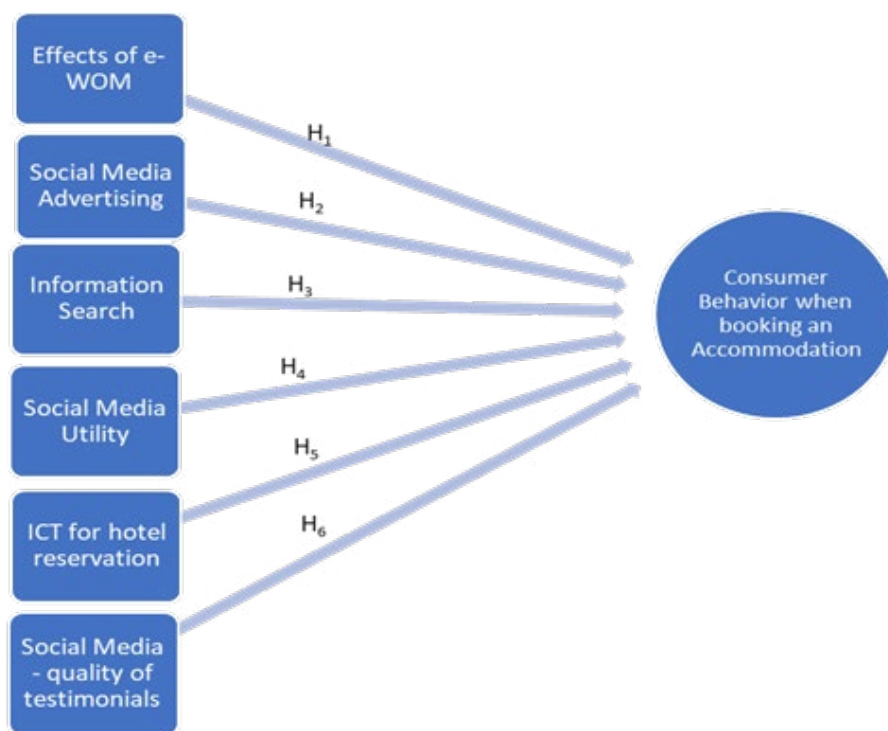 Effects of e-
WOM
H₁
Social Media
Advertising
H₂
Information
Search
H₃
Consumer
Behavior when
booking an
Accommodation
Social Media
Utility
H₄
ICT for hotel
reservation
H₅
Social Media
- quality of
testimonials
H₆